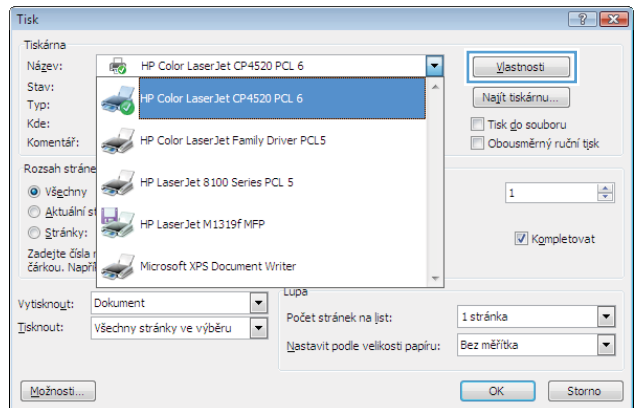 Tisk
Tiskárna
Název: HP Color LaserJet CP4520 PCL 6
Vlastnosti
Stav:
HP Color LaserJet CP4520 PCL 6
Najít tiskárnu...
Typ:
Kde:
Tisk do souboru
Komentář:
HP Color LaserJet Family Driver PCL5
Obousměrný ruční tisk
Rozsah stráne
HP LaserJet 8100 Series PCL 5
Všechny
1
Aktuální st
HP LaserJet M1319f MFP
Stránky:
Kompletovat
Zadejte čísla
čárkou. Napří
Microsoft XPS Document Writer
Vytisknout: Dokument
Lupa
Tisknout: Všechny stránky ve výběru
Počet stránek na list: 1 stránka
Nastavit podle velikosti papíru: Bez měřítka
Možnosti...
OK
Storno